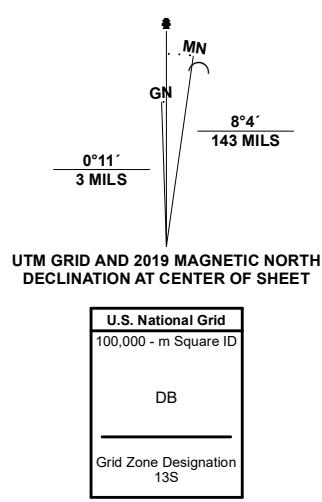 MN
GN
8°4´
143 MILS
0°11´
3 MILS
UTM GRID AND 2019 MAGNETIC NORTH
DECLINATION AT CENTER OF SHEET
U.S. National Grid
100,000 - m Square ID
DB
Grid Zone Designation
13S